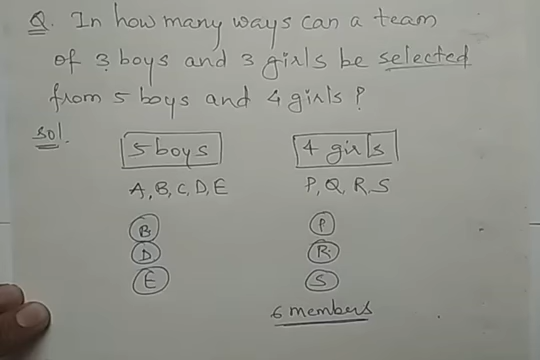 Q. In how many ways can a team
of 3 boys and 3 girls be selected
from 5 boys and 4 girls?
Sol.
5 boys 4 girls
A, B, C, D, E P, Q, R, S
B P
D R
E S
6 members